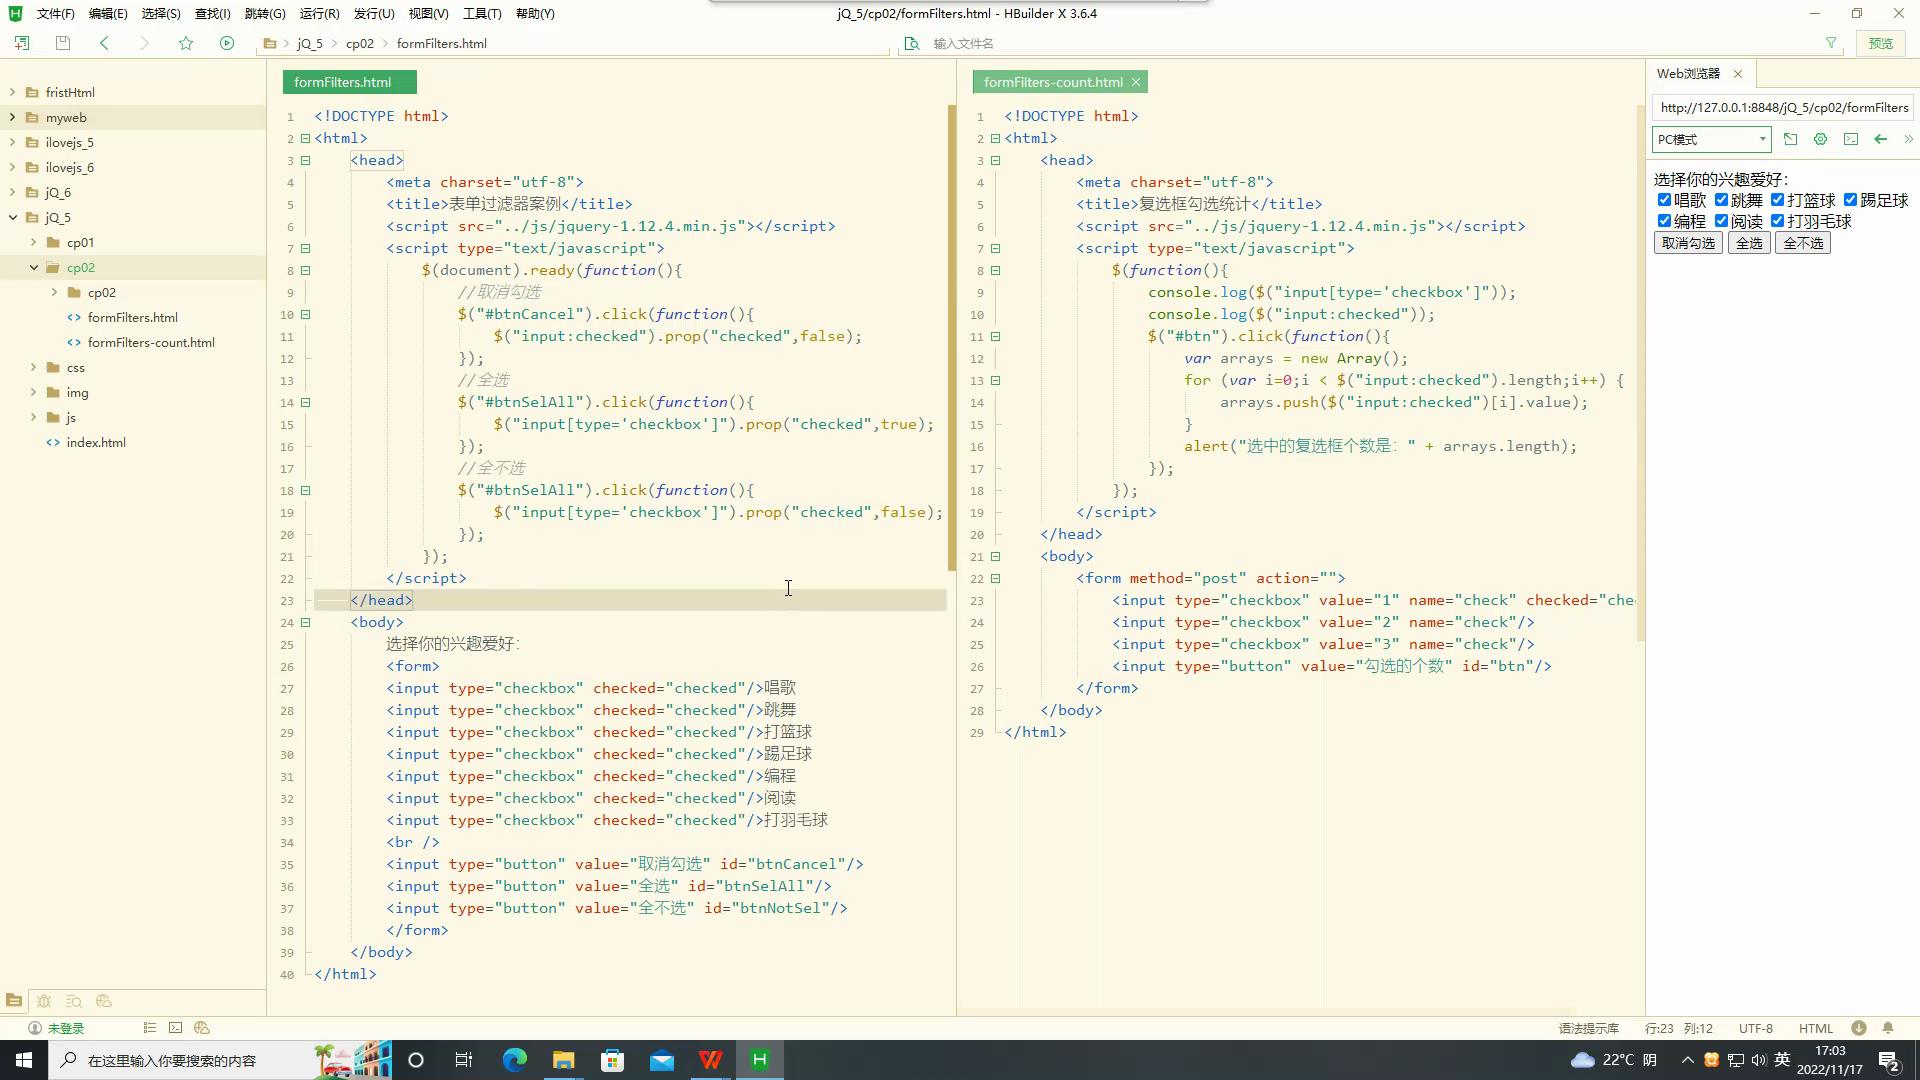 文件(F) 编辑(E) 选择(S) 查找(I) 跳转(G) 运行(R) 发行(U) 视图(V) 工具(T) 帮助(Y)
jQ_5/cp02/formFilters.html - HBuilder X 3.6.4
jQ_5 cp02 formFilters.html
输入文件名
预览
fristHtml
myweb
ilovejs_5
ilovejs_6
jQ_6
jQ_5
cp01
cp02
cp02
formFilters.html
formFilters-count.html
css
img
js
index.html
formFilters.html
1 <!DOCTYPE html>
2 <html>
3 <head>
4 <meta charset="utf-8">
5 <title>表单过滤器案例</title>
6 <script src="../js/jquery-1.12.4.min.js"></script>
7 <script type="text/javascript">
8 $(document).ready(function(){
9 //取消勾选
10 $("#btnCancel").click(function(){
11 $("input:checked").prop("checked",false);
12 });
13 //全选
14 $("#btnSelAll").click(function(){
15 $("input[type='checkbox']").prop("checked",true);
16 });
17 //全不选
18 $("#btnSelAll").click(function(){
19 $("input[type='checkbox']").prop("checked",false);
20 });
21 });
22 </script>
23 </head>
24 <body>
25 选择你的兴趣爱好：
26 <form>
27 <input type="checkbox" checked="checked"/>唱歌
28 <input type="checkbox" checked="checked"/>跳舞
29 <input type="checkbox" checked="checked"/>打篮球
30 <input type="checkbox" checked="checked"/>踢足球
31 <input type="checkbox" checked="checked"/>编程
32 <input type="checkbox" checked="checked"/>阅读
33 <input type="checkbox" checked="checked"/>打羽毛球
34 <br />
35 <input type="button" value="取消勾选" id="btnCancel"/>
36 <input type="button" value="全选" id="btnSelAll"/>
37 <input type="button" value="全不选" id="btnNotSel"/>
38 </form>
39 </body>
40 </html>
formFilters-count.html
1 <!DOCTYPE html>
2 <html>
3 <head>
4 <meta charset="utf-8">
5 <title>复选框勾选统计</title>
6 <script src="../js/jquery-1.12.4.min.js"></script>
7 <script type="text/javascript">
8 $(function(){
9 console.log($("input[type='checkbox']"));
10 console.log($("input:checked"));
11 $("#btn").click(function(){
12 var arrays = new Array();
13 for (var i=0;i < $("input:checked").length;i++) {
14 arrays.push($("input:checked")[i].value);
15 }
16 alert("选中的复选框个数是：" + arrays.length);
17 });
18 });
19 </script>
20 </head>
21 <body>
22 <form method="post" action="">
23 <input type="checkbox" value="1" name="check" checked="che
24 <input type="checkbox" value="2" name="check"/>
25 <input type="checkbox" value="3" name="check"/>
26 <input type="button" value="勾选的个数" id="btn"/>
27 </form>
28 </body>
29 </html>
Web浏览器
http://127.0.0.1:8848/jQ_5/cp02/formFilters
PC模式
选择你的兴趣爱好：
唱歌 跳舞 打篮球 踢足球
编程 阅读 打羽毛球
取消勾选 全选 全不选
未登录
语法提示库 行:23 列:12 UTF-8 HTML
在这里输入你要搜索的内容
22°C 阴
英
17:03
2022/11/17
2